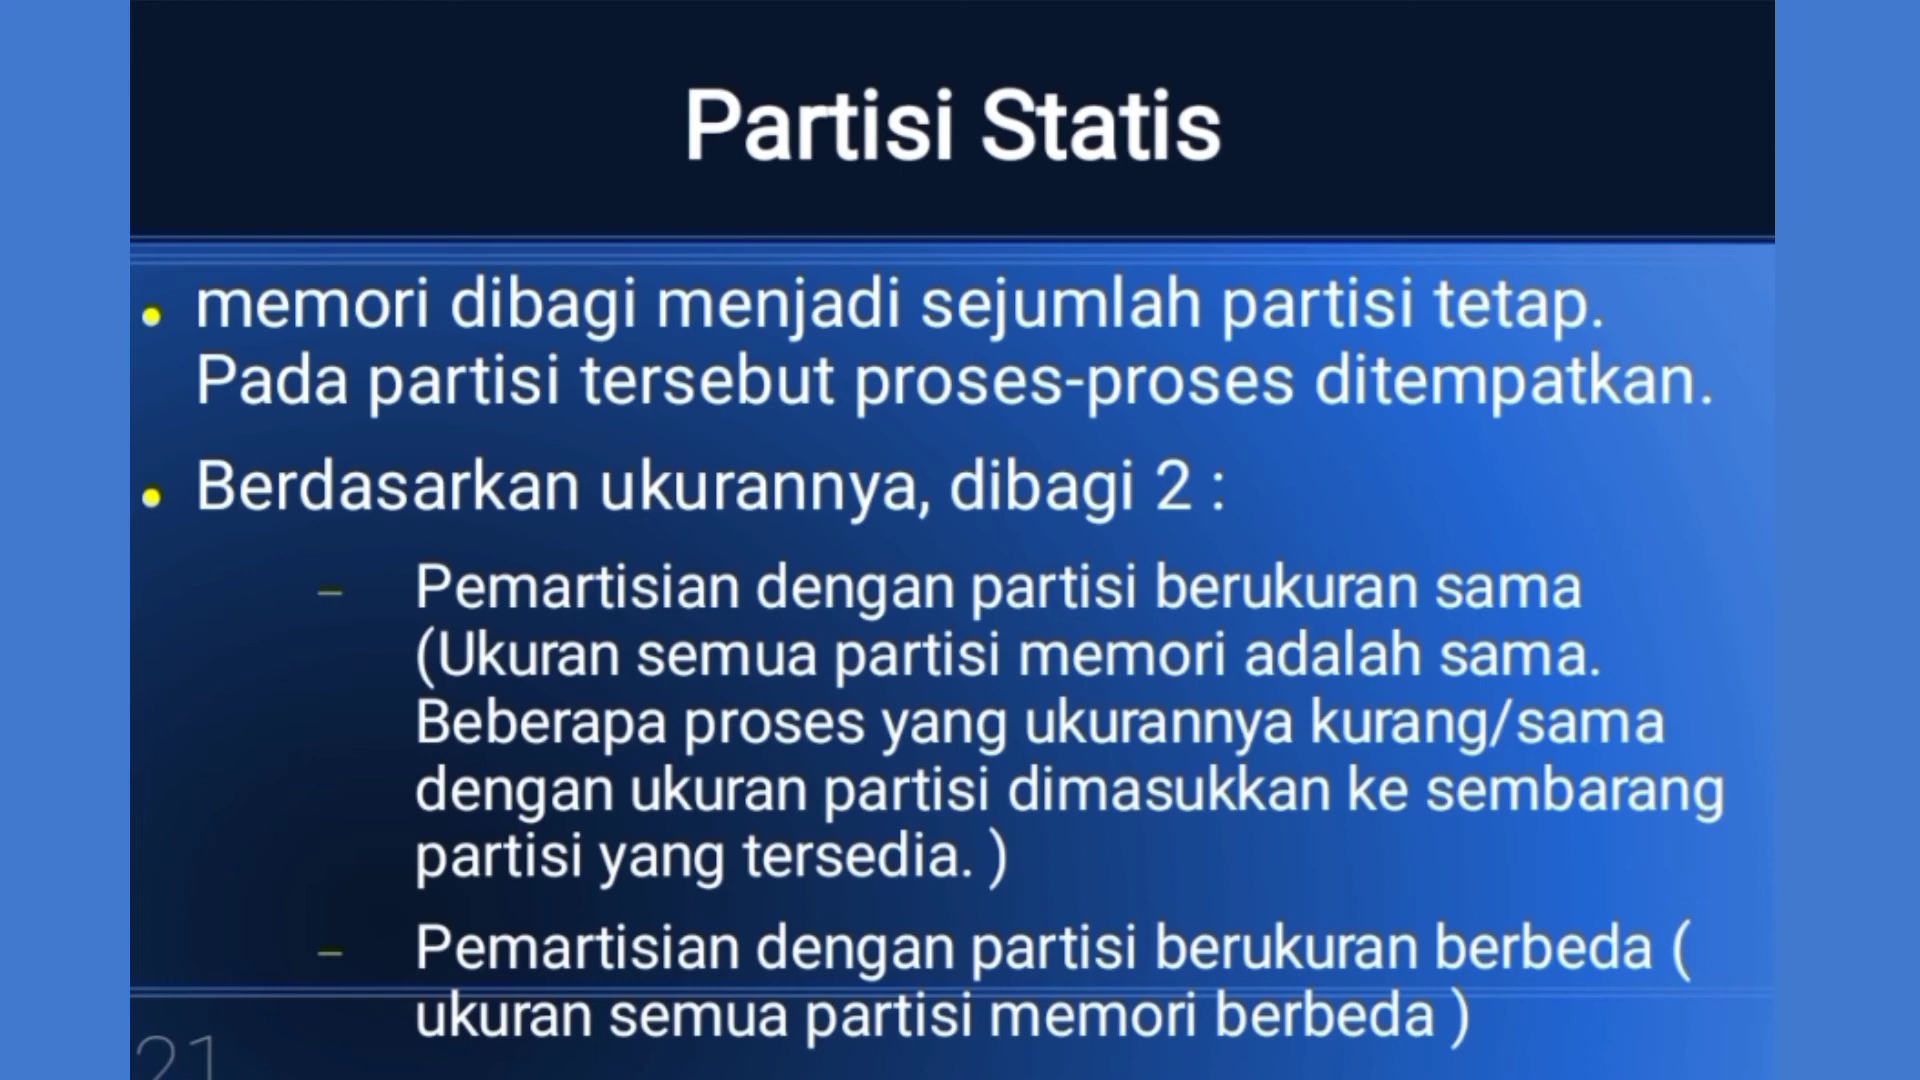 Partisi Statis
• memori dibagi menjadi sejumlah partisi tetap.
Pada partisi tersebut proses-proses ditempatkan.
• Berdasarkan ukurannya, dibagi 2 :
– Pemartisian dengan partisi berukuran sama
(Ukuran semua partisi memori adalah sama.
Beberapa proses yang ukurannya kurang/sama
dengan ukuran partisi dimasukkan ke sembarang
partisi yang tersedia. )
– Pemartisian dengan partisi berukuran berbeda (
ukuran semua partisi memori berbeda )
21